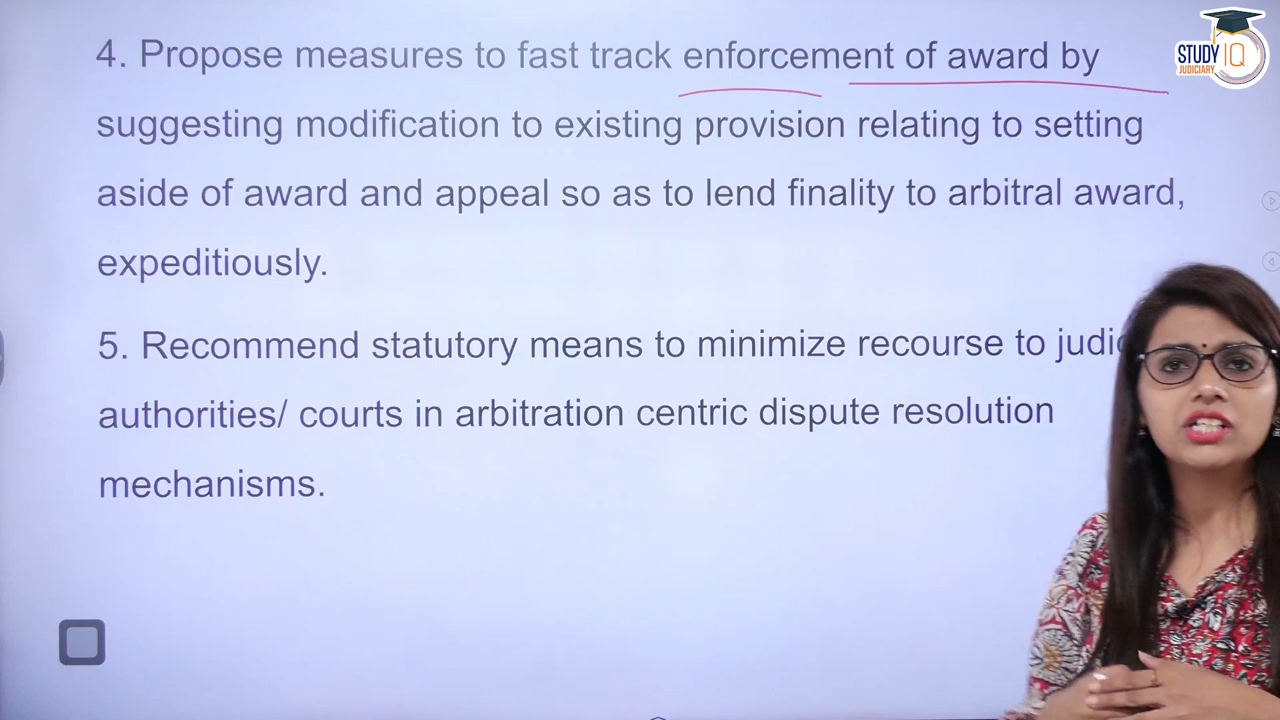 4. Propose measures to fast track enforcement of award by
suggesting modification to existing provision relating to setting
aside of award and appeal so as to lend finality to arbitral award,
expeditiously.
5. Recommend statutory means to minimize recourse to
authorities/ courts in arbitration centric dispute resolution
mechanisms.
STUDY IQ
JUDICIARY